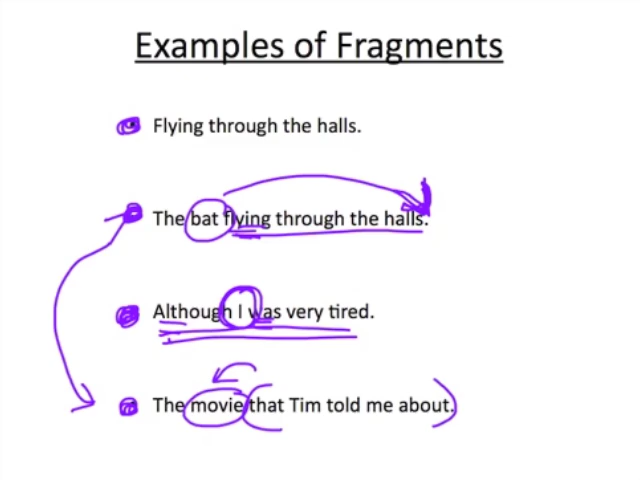 Examples of Fragments
Flying through the halls.
The bat flying through the halls.
Although I was very tired.
The movie that Tim told me about.